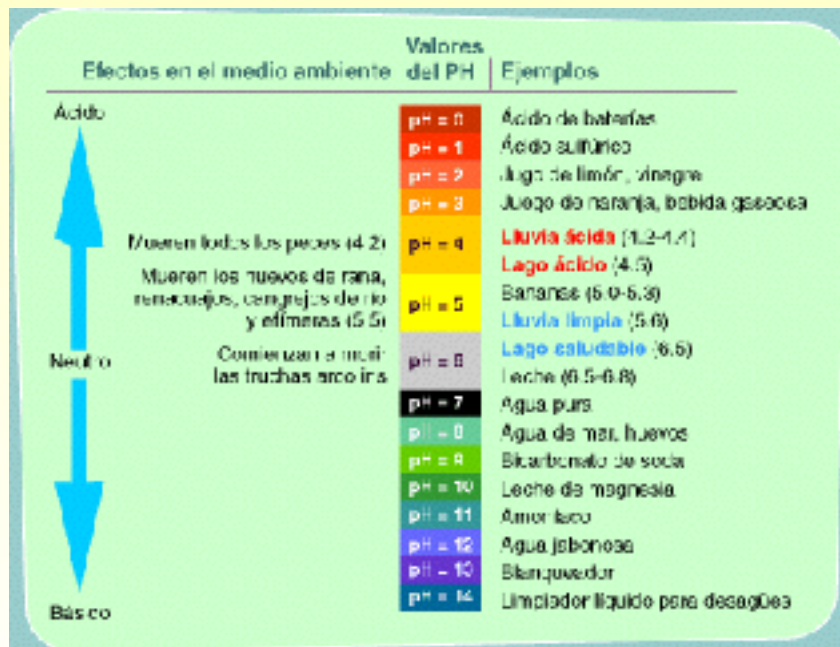 Efectos en el medio ambiente
Valores
del PH
Ejemplos
Acido
Neutro
Básico
pH = 0
Ácido de baterías
pH = 1
Ácido sulfúrico
pH = 2
Jugo de limón, vinagre
pH = 3
Juego de naranja, bebida gaseosa
Mueren todos los peces (4.2)
pH = 4
Lluvia ácida (4.2-4.4)
Lago ácido (4.5)
Mueren los huevos de rana,
renacuajos, cangrejos de río
y efímeras (5.5)
pH = 5
Bananas (5.0-5.3)
Lluvia limpia (5.6)
Comienzan a morir
las truchas arco iris
pH = 6
Lago saludable (6.5)
Leche (6.5-6.8)
pH = 7
Agua pura
pH = 8
Agua de mar, huevos
pH = 9
Bicarbonato de soda
pH = 10
Leche de magnesia
pH = 11
Amoníaco
pH = 12
Agua jabonosa
pH = 13
Blanqueador
pH = 14
Limpiador líquido para desagües